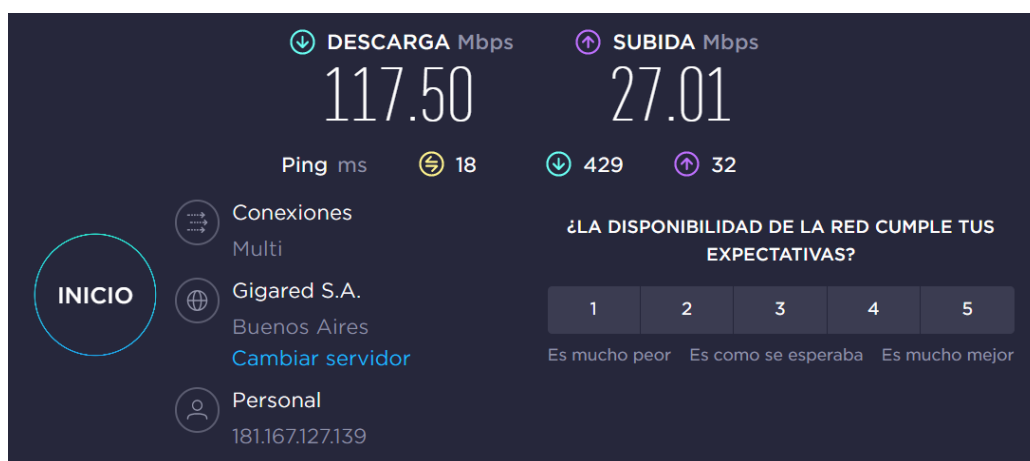 DESCARGA Mbps
SUBIDA Mbps
117.50
27.01
Ping ms 18 429 32
Conexiones
Multi
Gigared S.A.
Buenos Aires
Cambiar servidor
Personal
181.167.127.139
INICIO
¿LA DISPONIBILIDAD DE LA RED CUMPLE TUS
EXPECTATIVAS?
1 2 3 4 5
Es mucho peor Es como se esperaba Es mucho mejor